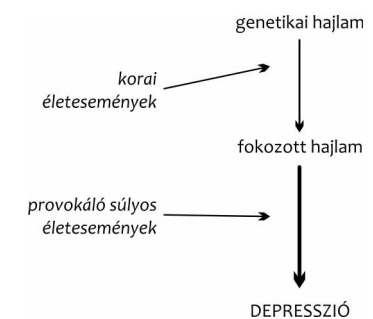 genetikai hajlam
korai
életesemények
fokozott hajlam
provokáló súlyos
életesemények
DEPRESSZIÓ